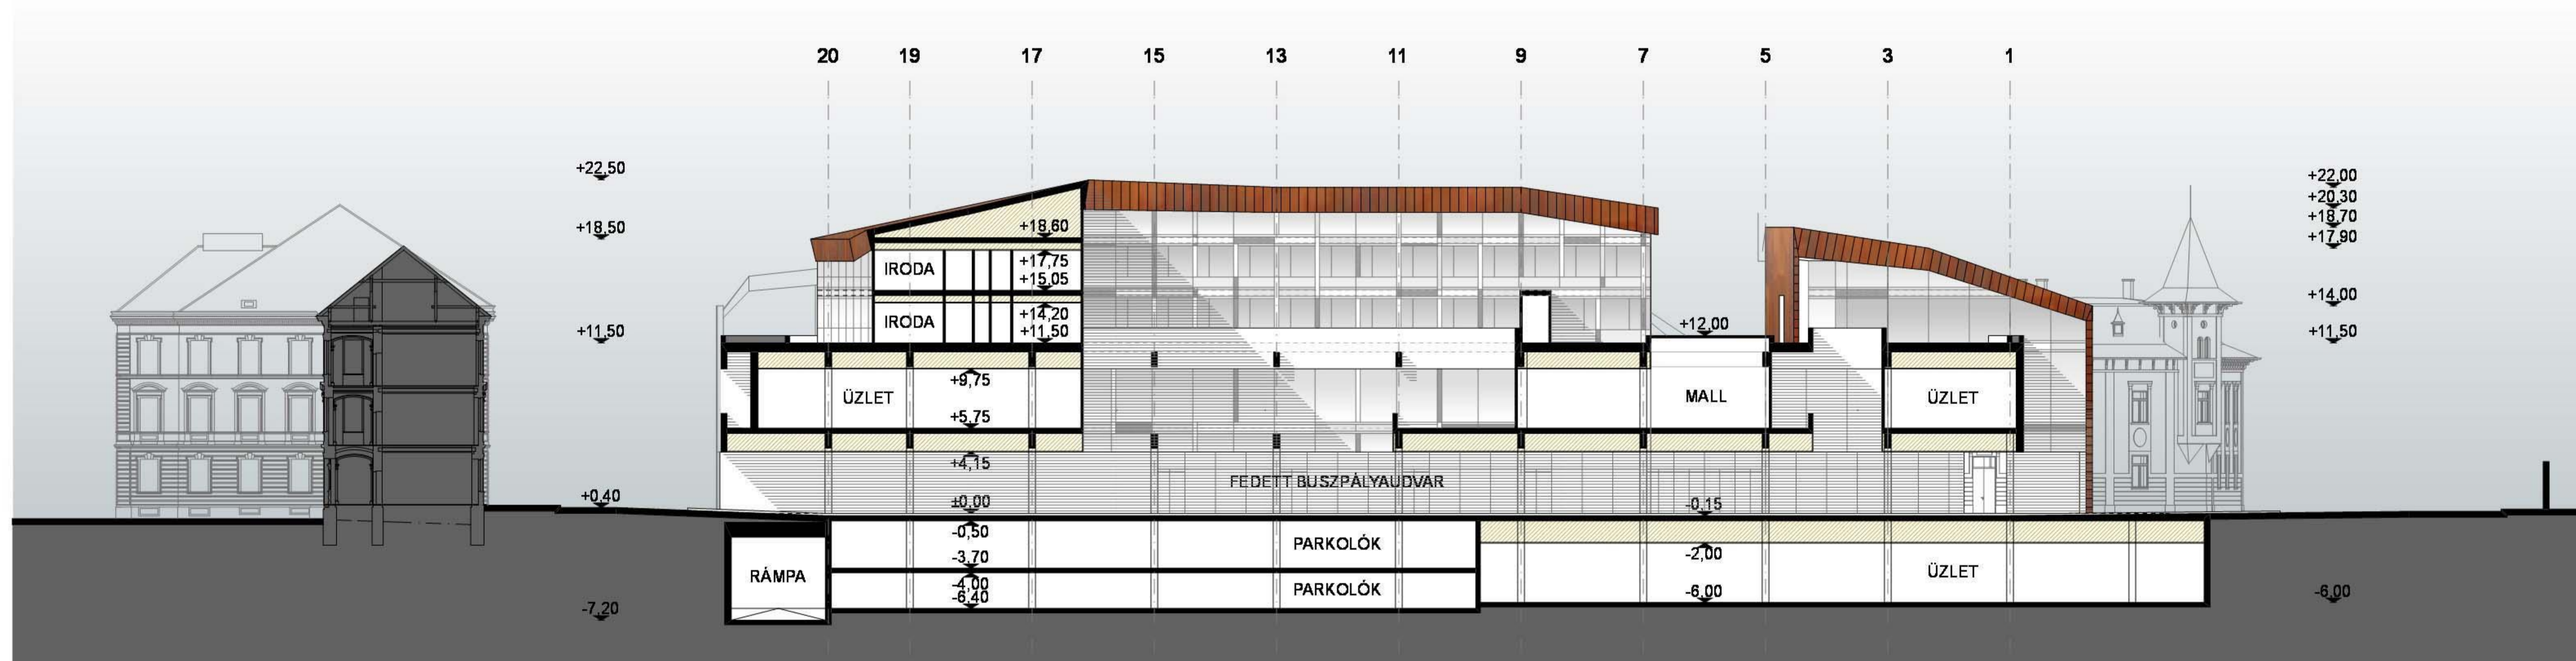 20 19 17 15 13 11 9 7 5 3 1
+22,50
+18,50
+11,50
+0,40
-7,20
+18,60
IRODA
+17,75
+15,05
IRODA
+14,20
+11,50
ÜZLET
+9,75
+5,75
+4,15
±0,00
+12,00
MALL
ÜZLET
FEDETT BUSZPÁLYAUDVAR
-0,15
RÁMPA
-0,50
-3,70
-4,00
-6,40
PARKOLÓK
PARKOLÓK
-2,00
ÜZLET
-6,00
+22,00
+20,30
+18,70
+17,90
+14,00
+11,50
-6,00